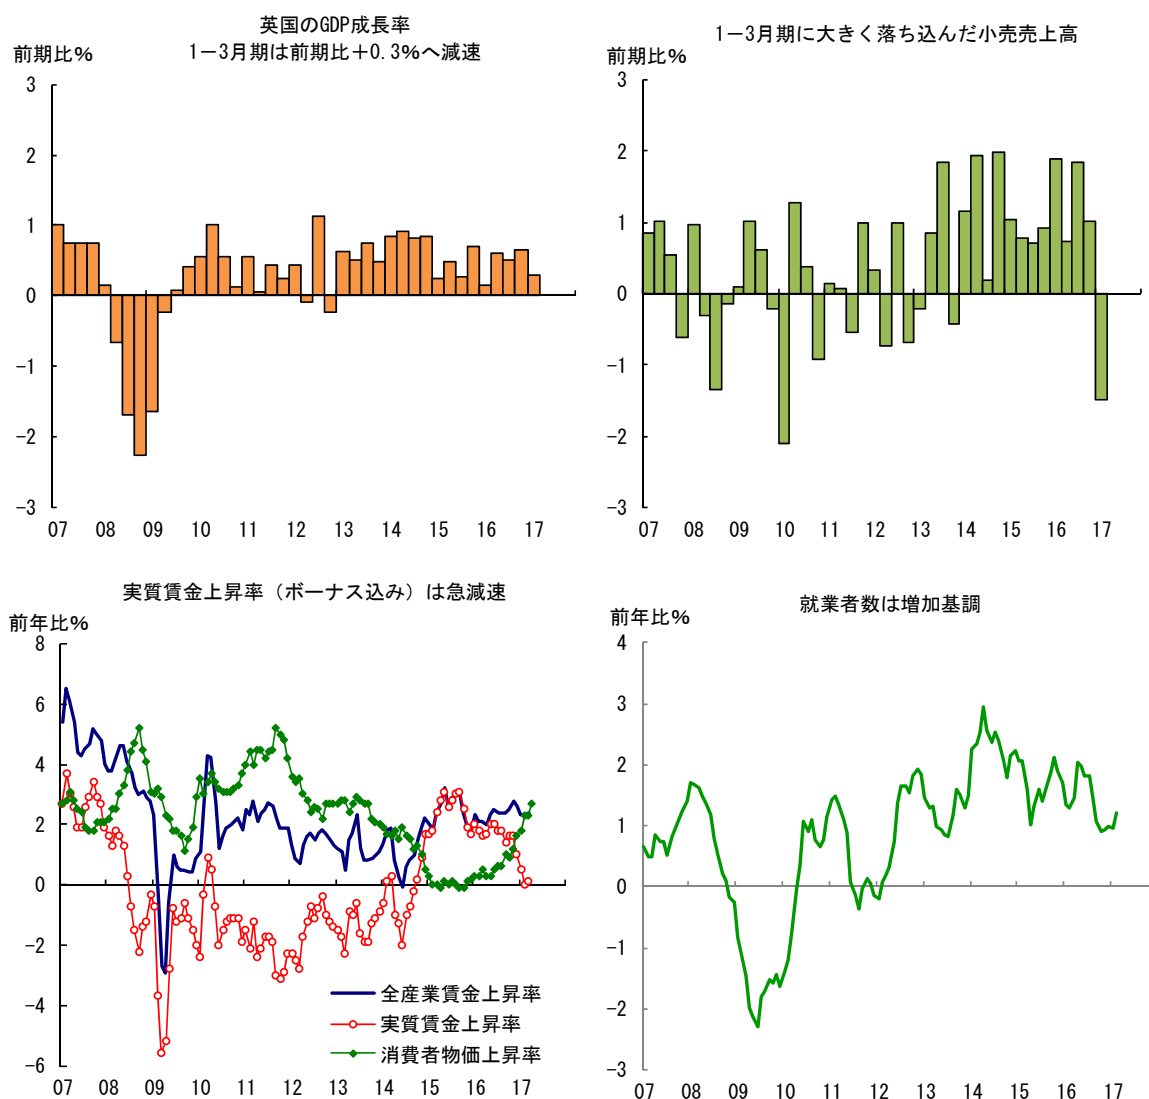 英国のGDP成長率
1－3月期は前期比＋0.3％へ減速
前期比％
3
2
1
0
－1
－2
－3
07 08 09 10 11 12 13 14 15 16 17
1－3月期に大きく落ち込んだ小売売上高
前期比％
3
2
1
0
－1
－2
－3
07 08 09 10 11 12 13 14 15 16 17
実質賃金上昇率（ボーナス込み）は急減速
前年比％
8
6
4
2
0
－2
－4
－6
07 08 09 10 11 12 13 14 15 16 17
全産業賃金上昇率
実質賃金上昇率
消費者物価上昇率
就業者数は増加基調
前年比％
4
3
2
1
0
－1
－2
－3
07 08 09 10 11 12 13 14 15 16 17